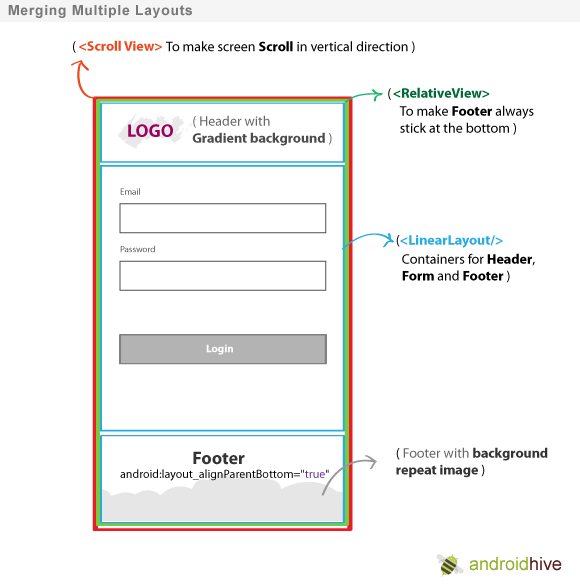 Merging Multiple Layouts
( <Scroll View> To make screen Scroll in vertical direction )
(<RelativeView>
To make Footer always
stick at the bottom )
LOGO
( Header with
Gradient background )
Email
Password
(<LinearLayout/>
Containers for Header,
Form and Footer )
Login
Footer
android:layout_alignParentBottom="true"
( Footer with background
repeat image )
androidhive